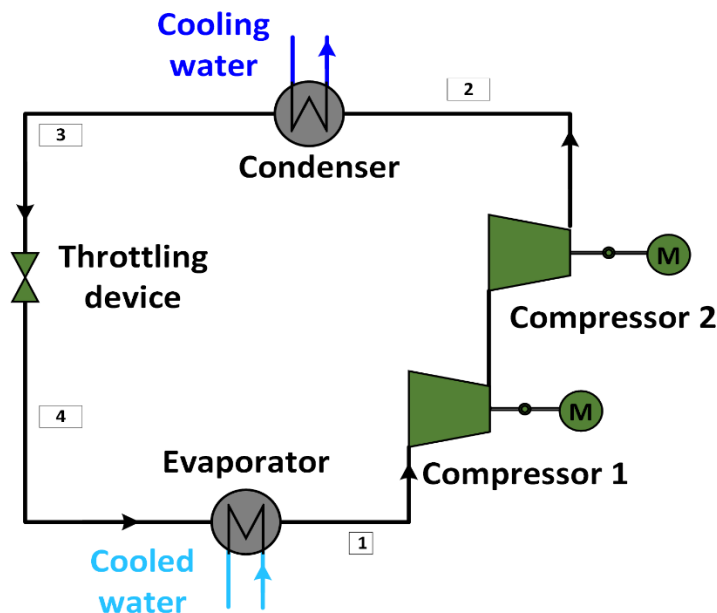 Cooling
water
2
3
Condenser
Throttling
device
M
Compressor 2
4
M
Evaporator
Compressor 1
1
Cooled
water